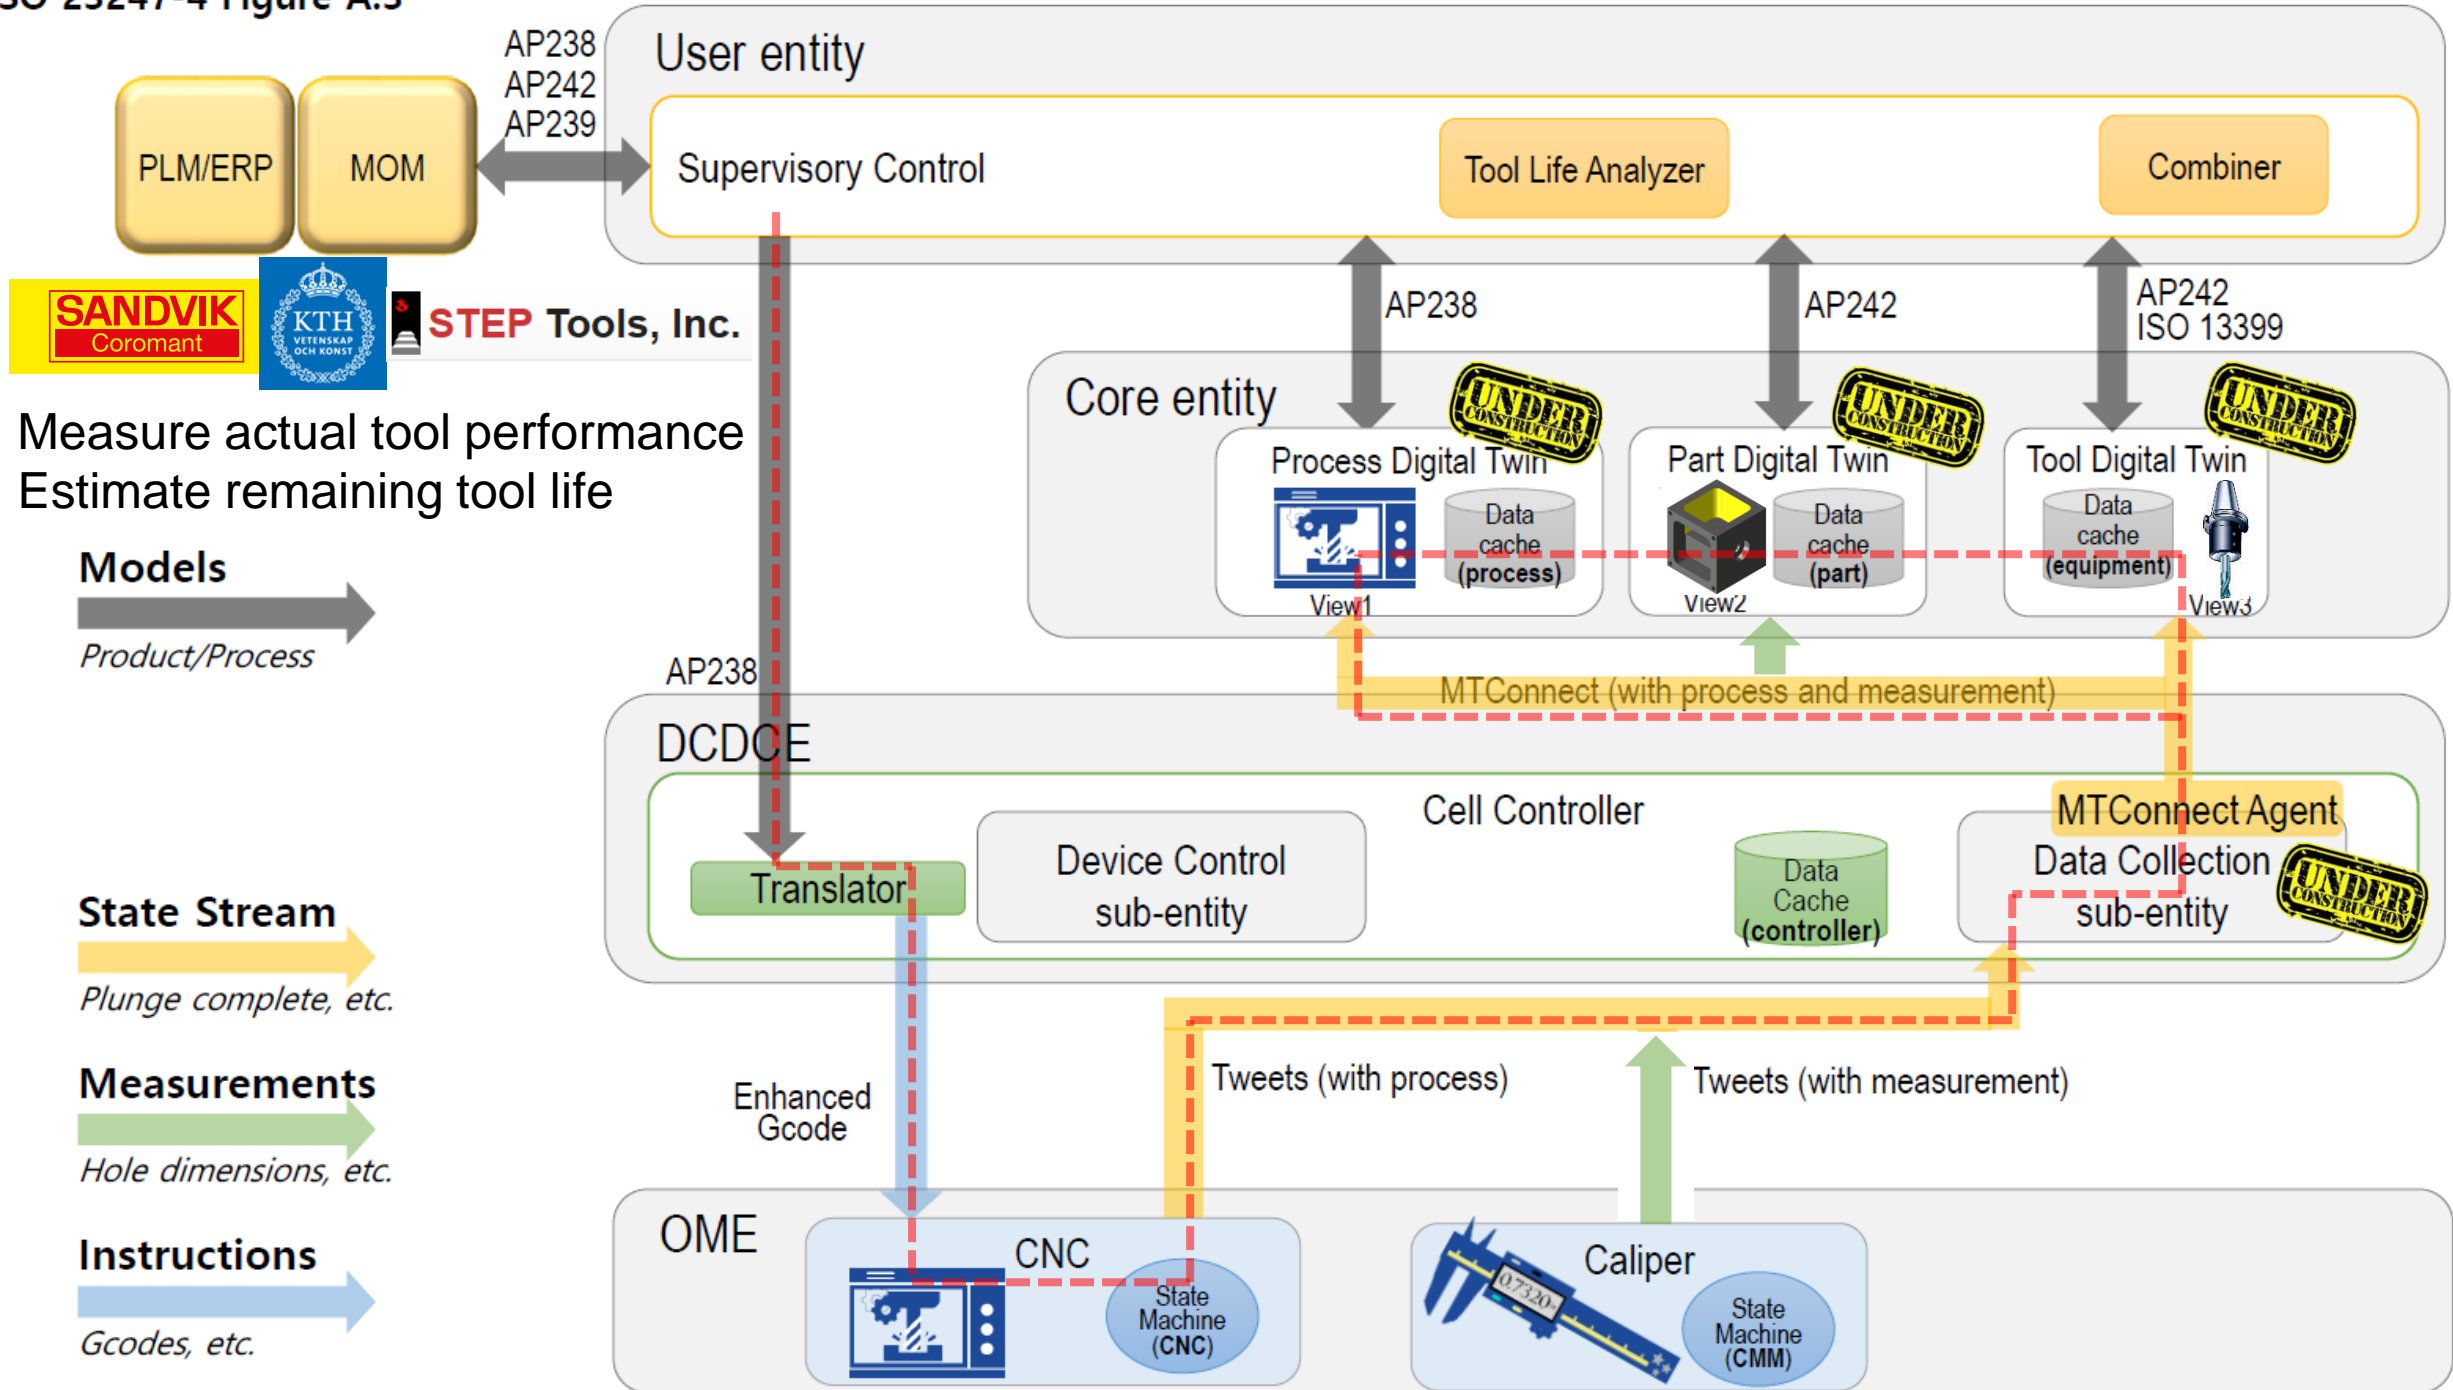 ISO 23247-4 Figure A.3
AP238
AP242
AP239
PLM/ERP
MOM
User entity
Supervisory Control
Tool Life Analyzer
Combiner
SANDVIK
Coromant
KTH
VETENSKAP
OCH KONST
STEP Tools, Inc.
Measure actual tool performance
Estimate remaining tool life
AP238
AP242
AP242
ISO 13399
Core entity
UNDER
CONSTRUCTION
UNDER
CONSTRUCTION
UNDER
CONSTRUCTION
Process Digital Twin
Data
cache
(process)
View1
Part Digital Twin
Data
cache
(part)
View2
Tool Digital Twin
Data
cache
(equipment)
View3
Models
Product/Process
AP238
MTConnect (with process and measurement)
DCDCE
Cell Controller
Translator
Device Control
sub-entity
Data
Cache
(controller)
MTConnect Agent
Data Collection
sub-entity
UNDER
CONSTRUCTION
State Stream
Plunge complete, etc.
Measurements
Hole dimensions, etc.
Instructions
Gcodes, etc.
Enhanced
Gcode
Tweets (with process)
Tweets (with measurement)
OME
CNC
State
Machine
(CNC)
Caliper
0.7320
State
Machine
(CMM)